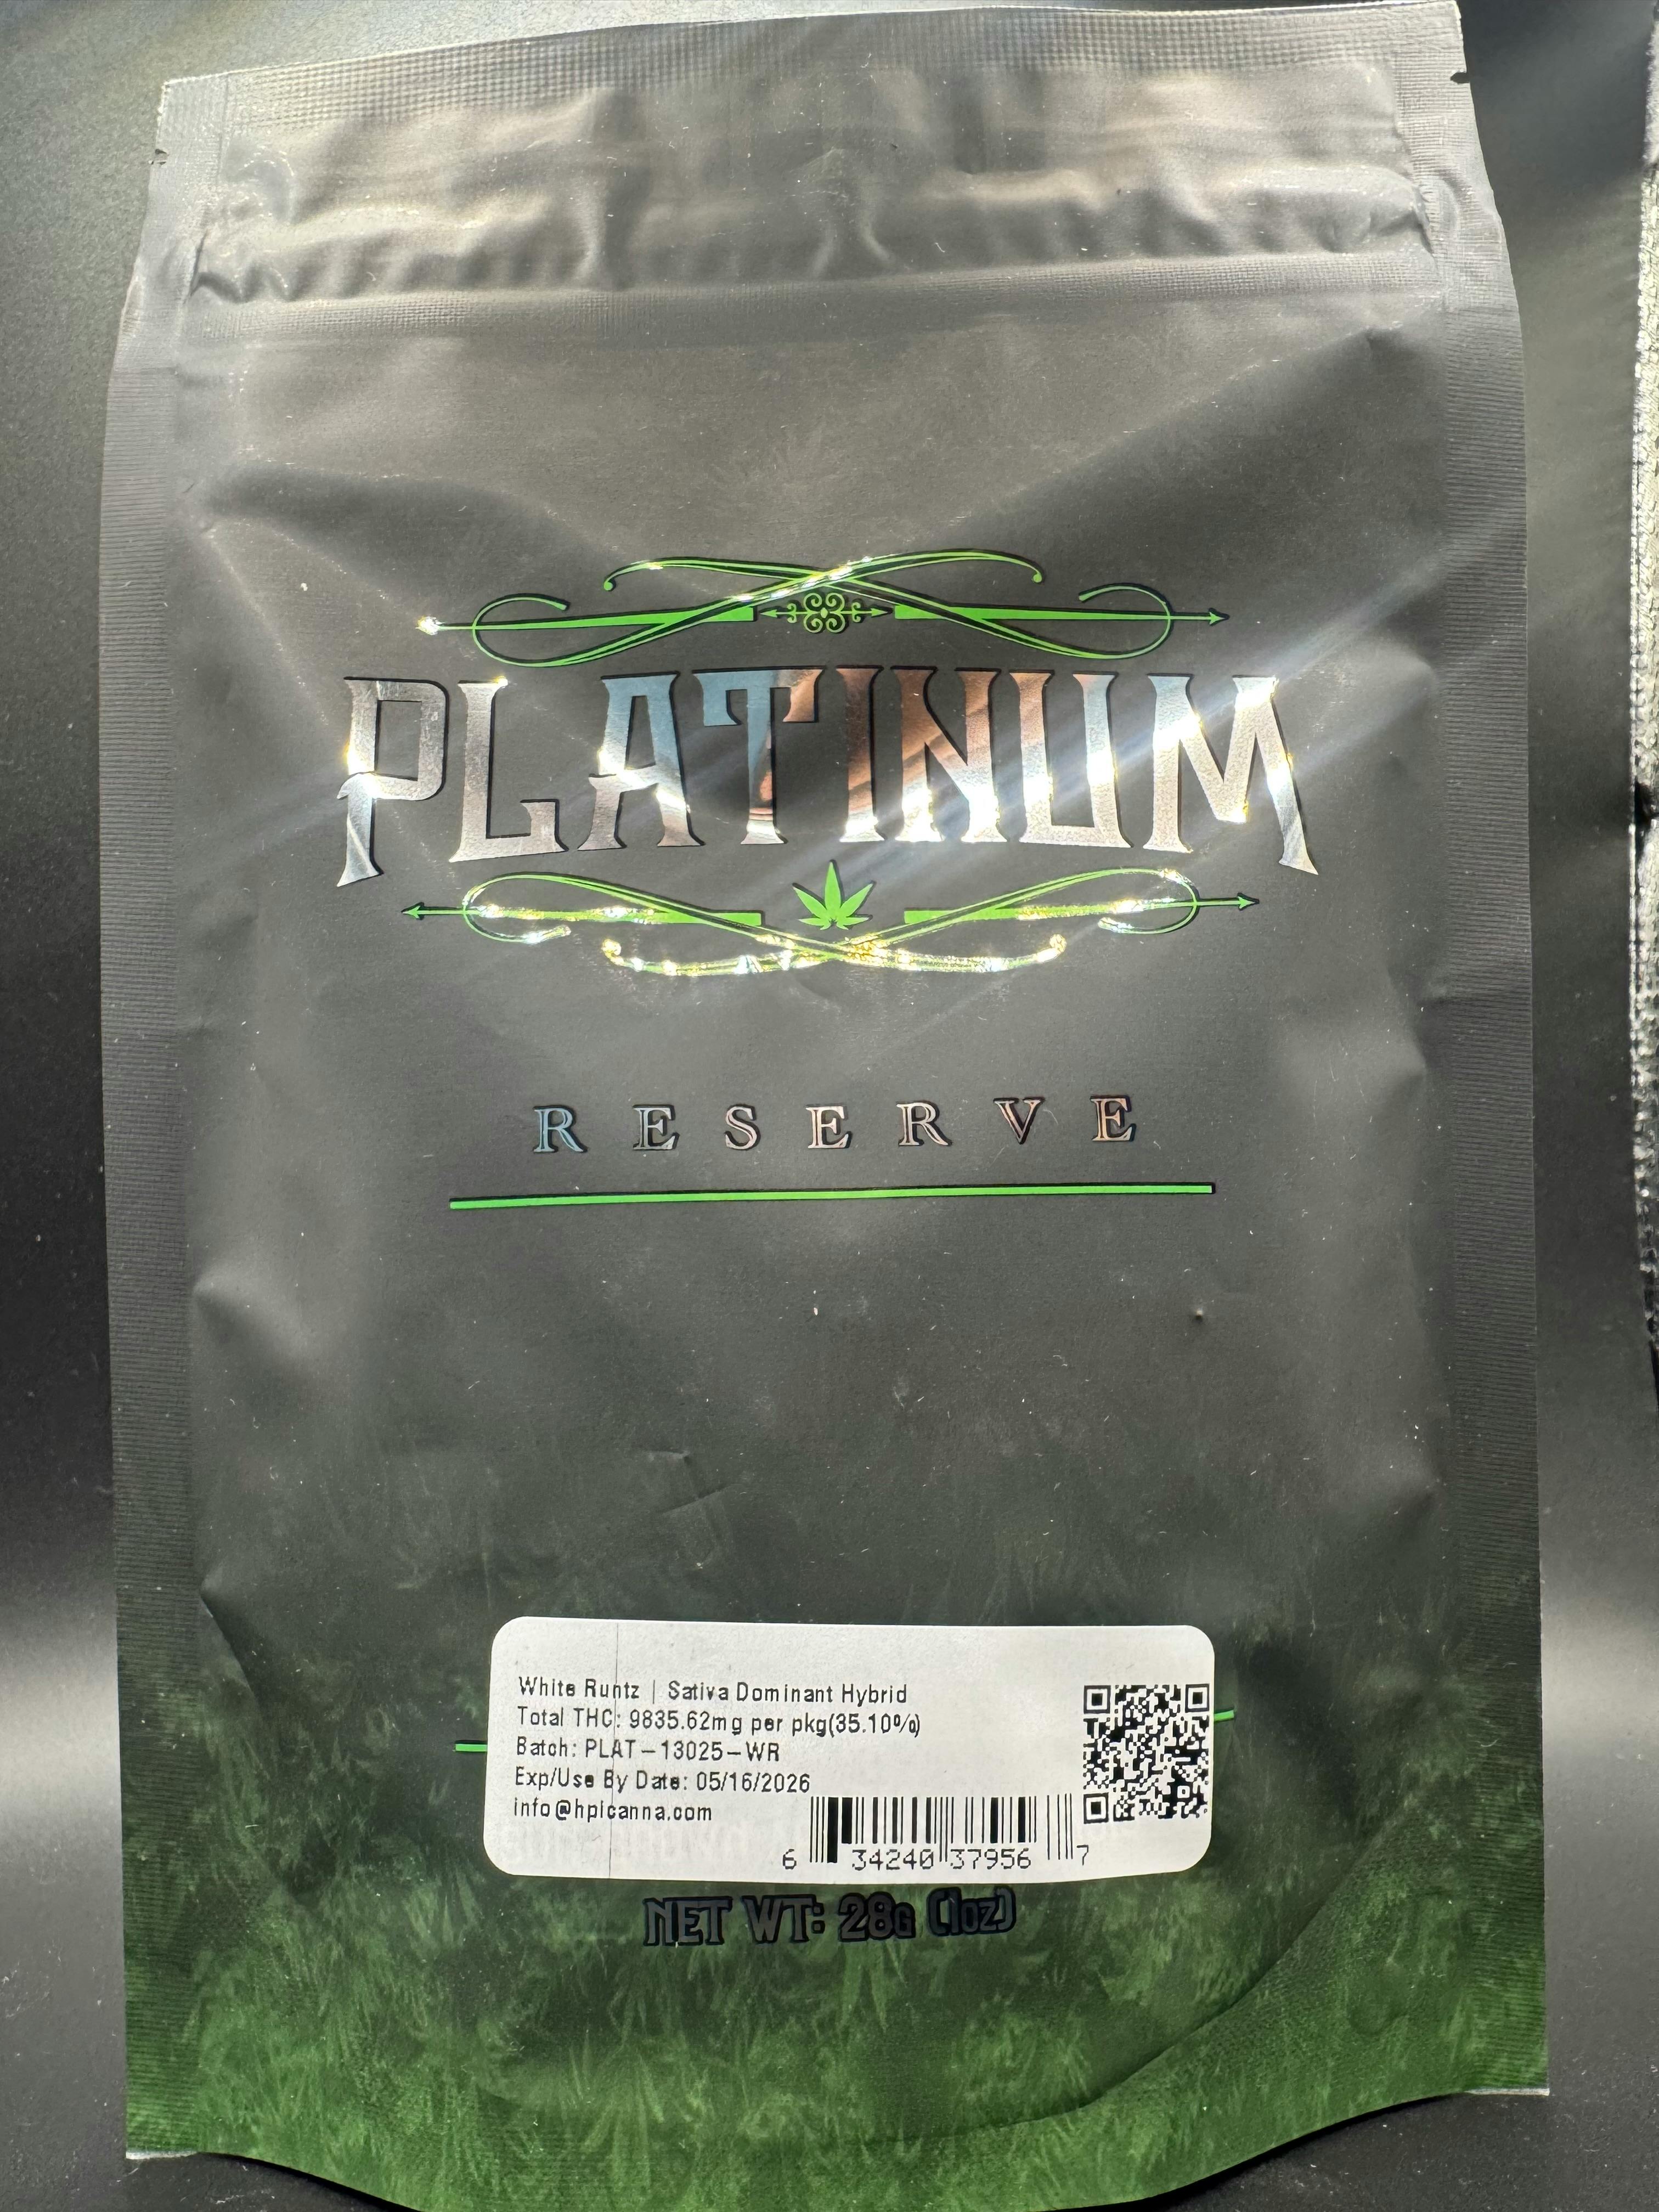 PLATINUM
RESERVE
White Runtz | Sativa Dominant Hybrid
Total THC: 9835.62mg per pkg(35.10%)
Batch: PLAT-13025-WR
Exp/Use By Date: 05/16/2026
info@hpicanna.com
6 34240 37956 7
NET WT: 28G (1OZ)